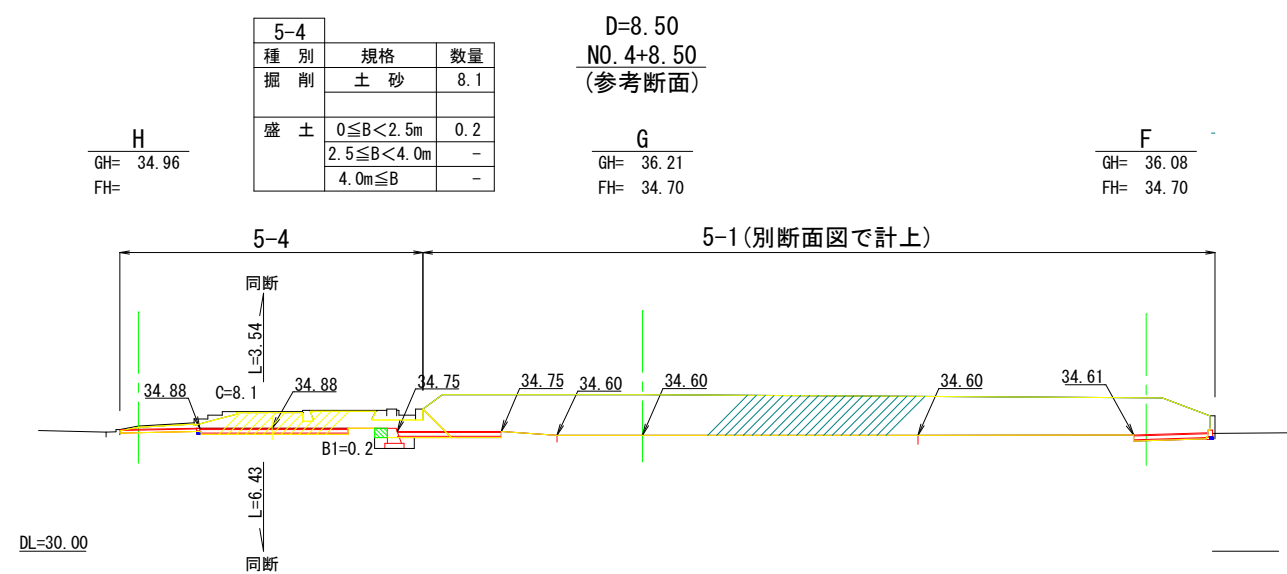 5-4
種 別 規格 数量
掘 削 土 砂 8.1
盛 土 0≦B<2.5m 0.2
2.5≦B<4.0m -
4.0m≦B -
D=8.50
NO.4+8.50
(参考断面)
H
GH= 34.96
FH=
G
GH= 36.21
FH= 34.70
F
GH= 36.08
FH= 34.70
5-4
5-1(別断面図で計上)
同断
L=3.54
34.88
C=8.1
34.88
34.75
34.75
34.60
34.60
34.60
34.61
B1=0.2
L=6.43
同断
DL=30.00